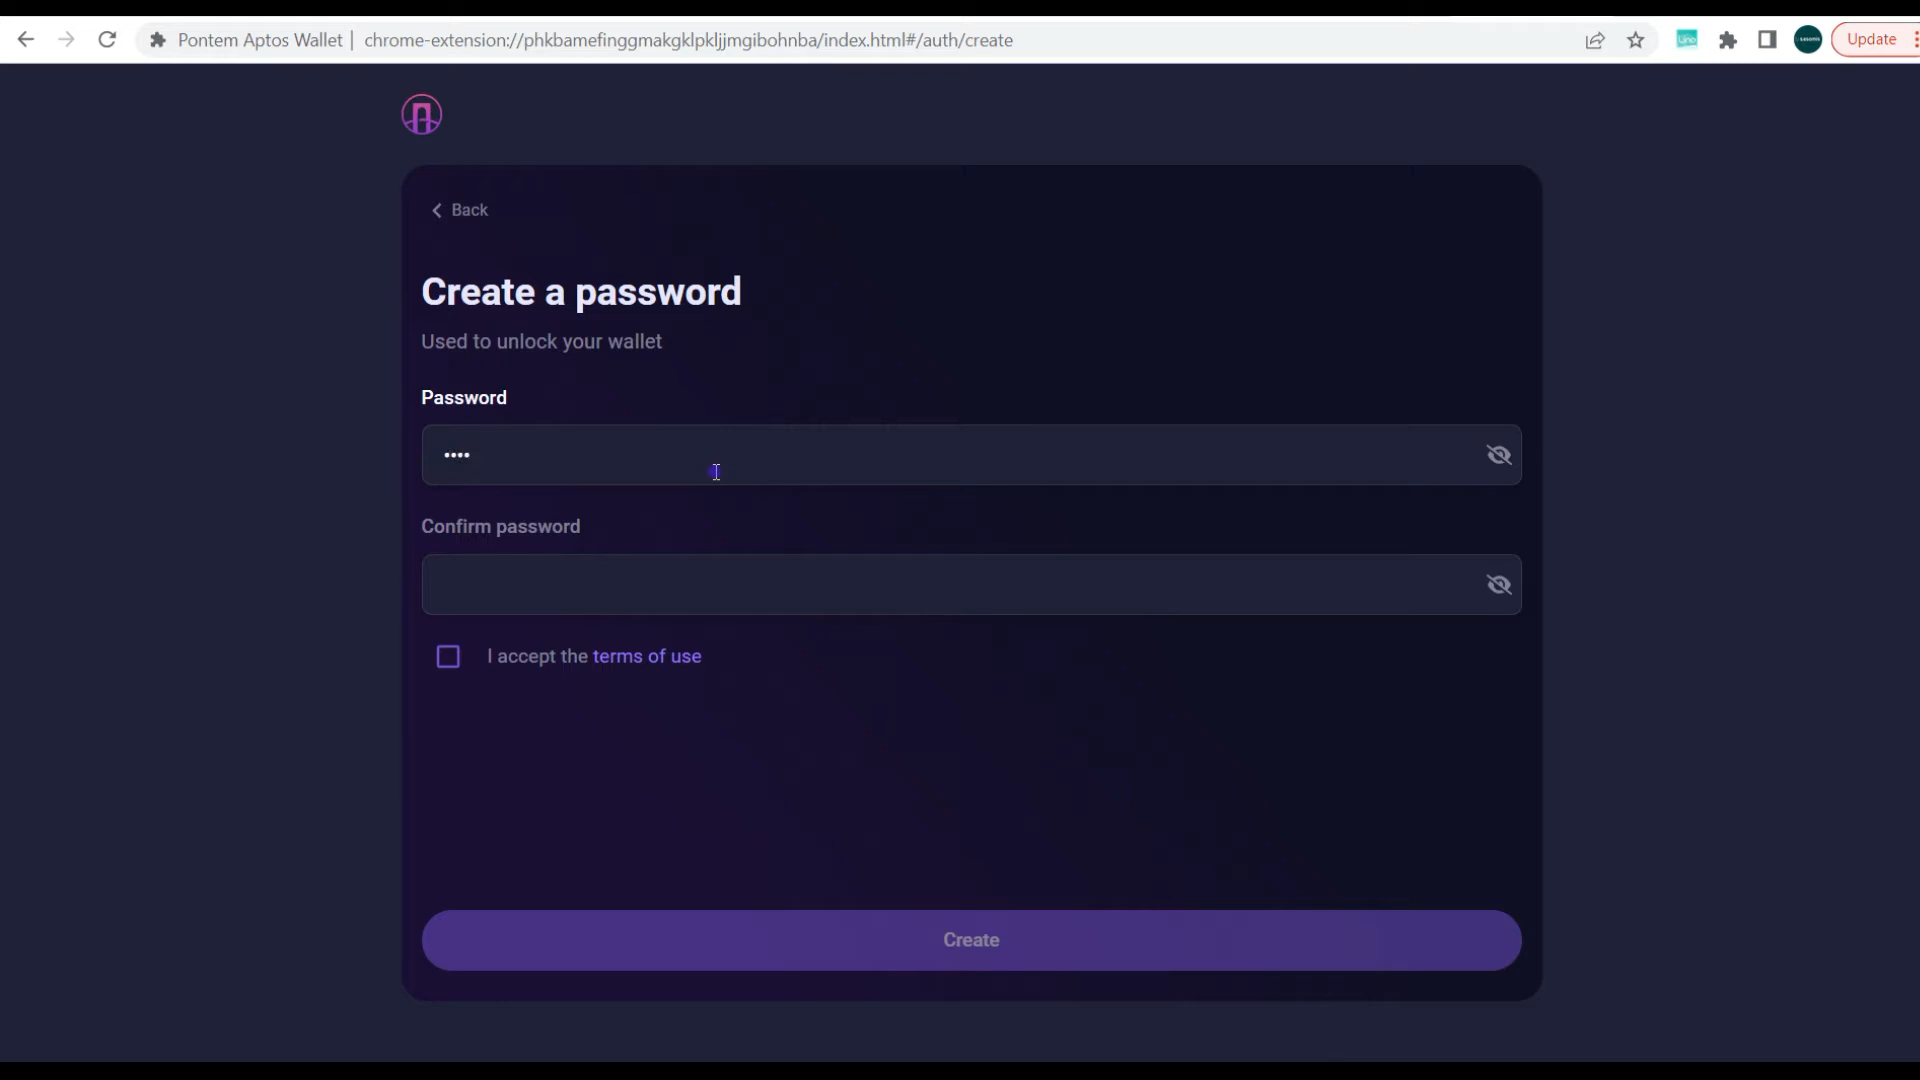 Pontem Aptos Wallet | chrome-extension://phkbamefinggmakgklpkljjmgibohnba/index.html#/auth/create
Update
Back
Create a password
Used to unlock your wallet
Password
••••
Confirm password
I accept the terms of use
Create